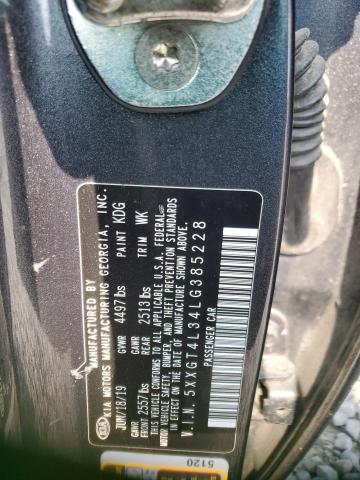 MANUFACTURED BY
KIA KIA MOTORS MANUFACTURING GEORGIA, INC.
JUN/18/19 GVWR 4497 lbs PAINT KDG
GAWR FRONT 2557 lbs GAWR REAR 2513 lbs TRIM WK
THIS VEHICLE CONFORMS TO ALL APPLICABLE U.S.A. FEDERAL
MOTOR VEHICLE SAFETY, BUMPER, AND THEFT PREVENTION STANDARDS
IN EFFECT ON THE DATE OF MANUFACTURE SHOWN ABOVE.
V.I.N. 5XXGT4L34LG385228
PASSENGER CAR
5120